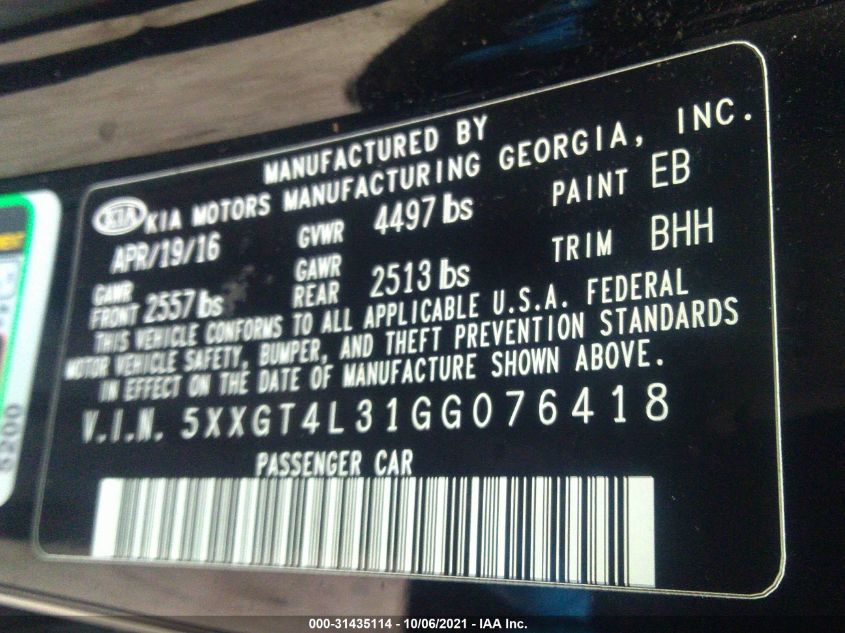 MANUFACTURED BY
KIA KIA MOTORS MANUFACTURING GEORGIA, INC.
APR/19/16 GVWR 4497 lbs PAINT EB
GAWR FRONT 2557 lbs GAWR REAR 2513 lbs TRIM BHH
THIS VEHICLE CONFORMS TO ALL APPLICABLE U.S.A. FEDERAL
MOTOR VEHICLE SAFETY, BUMPER, AND THEFT PREVENTION STANDARDS
IN EFFECT ON THE DATE OF MANUFACTURE SHOWN ABOVE.
V.I.N. 5XXGT4L31GG076418
PASSENGER CAR
000-31435114 - 10/06/2021 - IAA Inc.